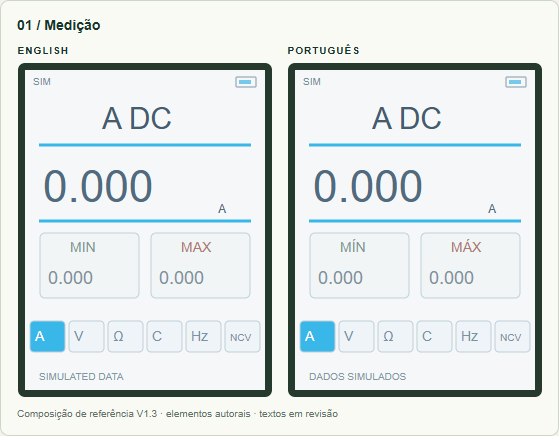 01 / Medição
ENGLISH
SIM
A DC
0.000
A
MIN MAX
0.000 0.000
A V Ω C Hz NCV
SIMULATED DATA
PORTUGUÊS
SIM
A DC
0.000
A
MÍN MÁX
0.000 0.000
A V Ω C Hz NCV
DADOS SIMULADOS
Composição de referência V1.3 · elementos autorais · textos em revisão